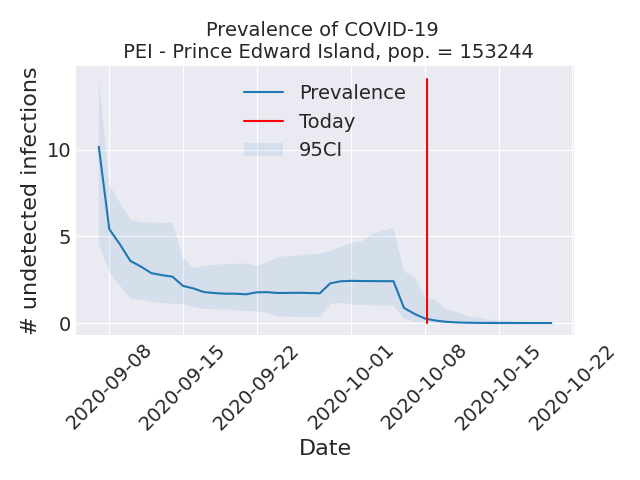 Prevalence of COVID-19
PEI - Prince Edward Island, pop. = 153244
# undetected infections
10
5
0
Prevalence
Today
95CI
2020-09-08
2020-09-15
2020-09-22
2020-10-01
2020-10-08
2020-10-15
2020-10-22
Date